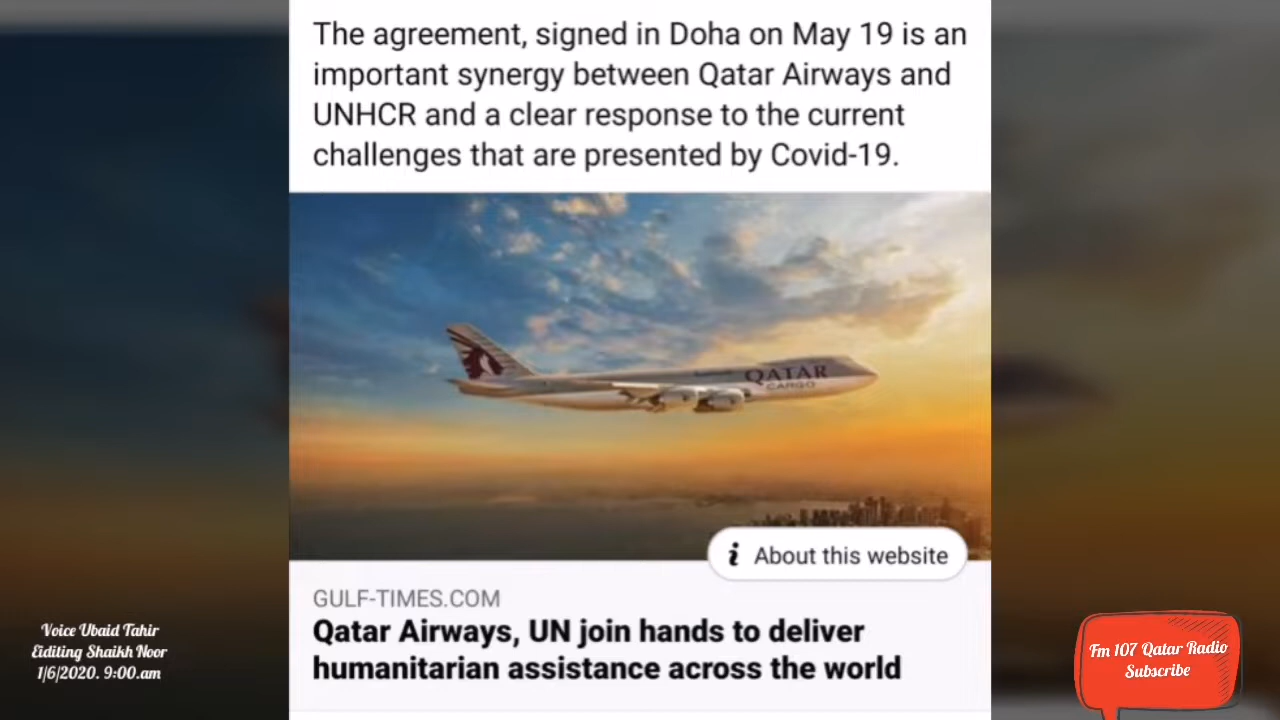 The agreement, signed in Doha on May 19 is an
important synergy between Qatar Airways and
UNHCR and a clear response to the current
challenges that are presented by Covid-19.
QATAR
CARGO
i About this website
GULF-TIMES.COM
Qatar Airways, UN join hands to deliver
humanitarian assistance across the world
Voice Ubaid Tahir
Eiditing Shaikh Noor
1/6/2020. 9:00.am
Fm 107 Qatar Radio
Subscribe